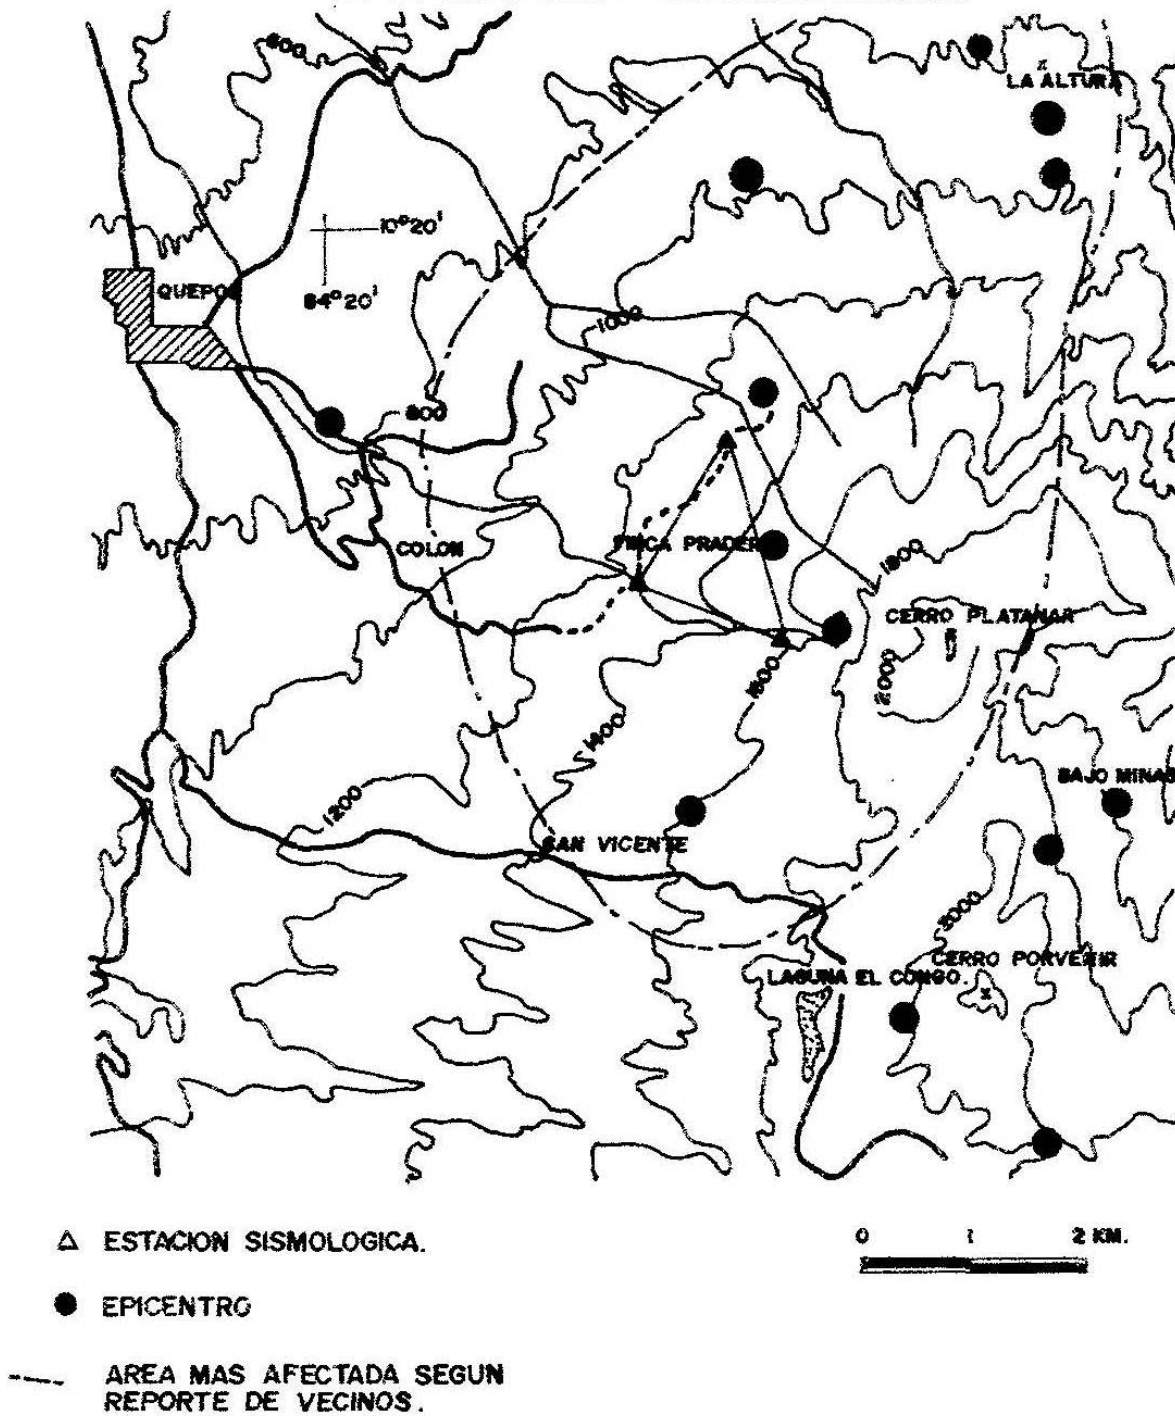 600
LA ALTURA
10°20'
QUEPOS
84°20'
1000
800
FINCA PRADERA
COLON
1800
CERRO PLATANAR
2000
1600
1400
BAJO MINAS
1200
SAN VICENTE
2000
CERRO PORVENIR
LAGUNA EL CONGO.
ESTACION SISMOLOGICA.
0 1 2 KM.
EPICENTRO
AREA MAS AFECTADA SEGUN
REPORTE DE VECINOS.